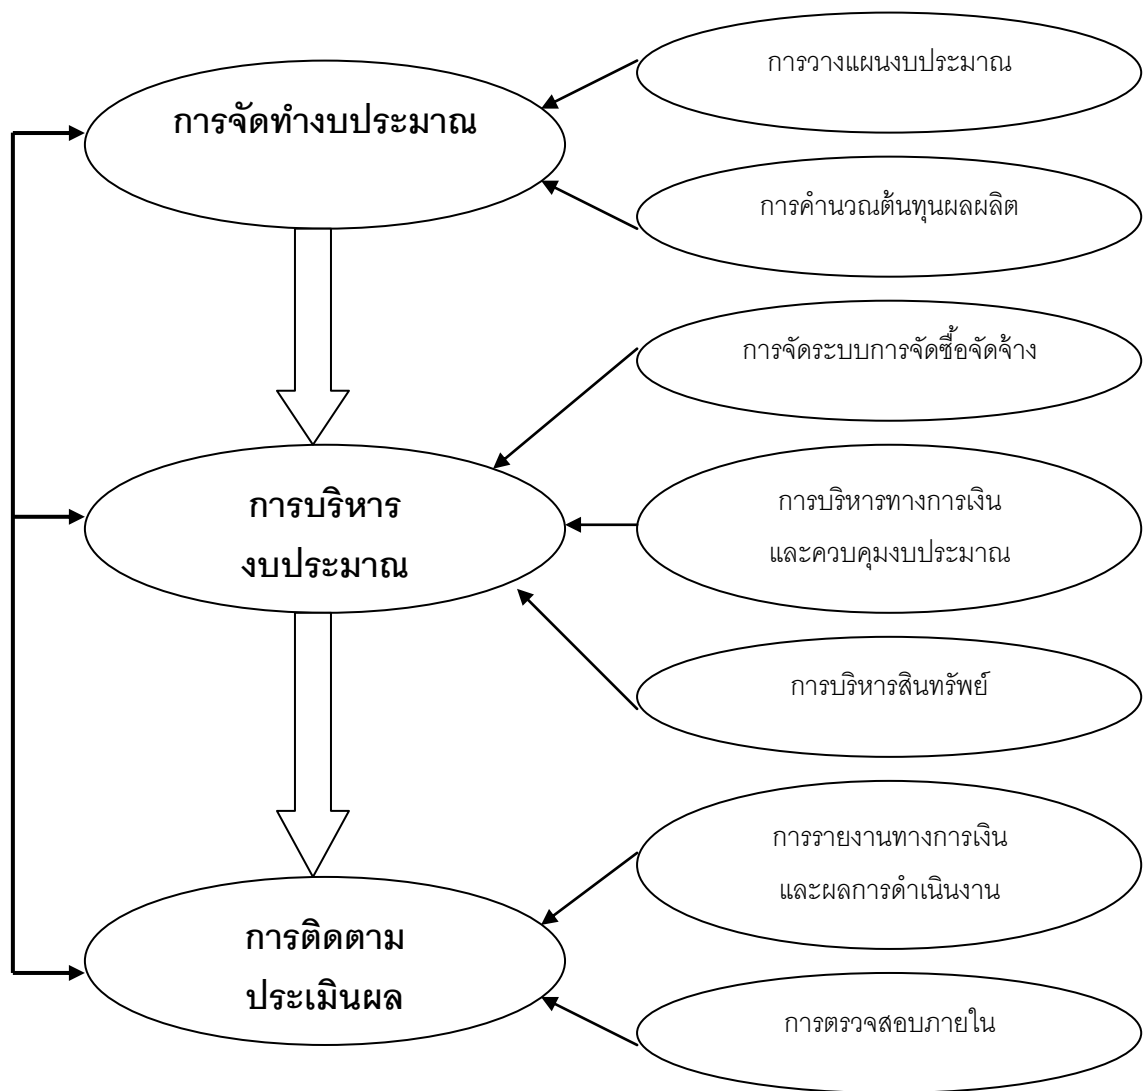 การวางแผนงบประมาณ
การจัดทำงบประมาณ
การคำนวณต้นทุนผลผลิต
การจัดระบบการจัดซื้อจัดจ้าง
การบริหาร
งบประมาณ
การบริหารทางการเงิน
และควบคุมงบประมาณ
การบริหารสินทรัพย์
การรายงานทางการเงิน
และผลการดำเนินงาน
การติดตาม
ประเมินผล
การตรวจสอบภายใน